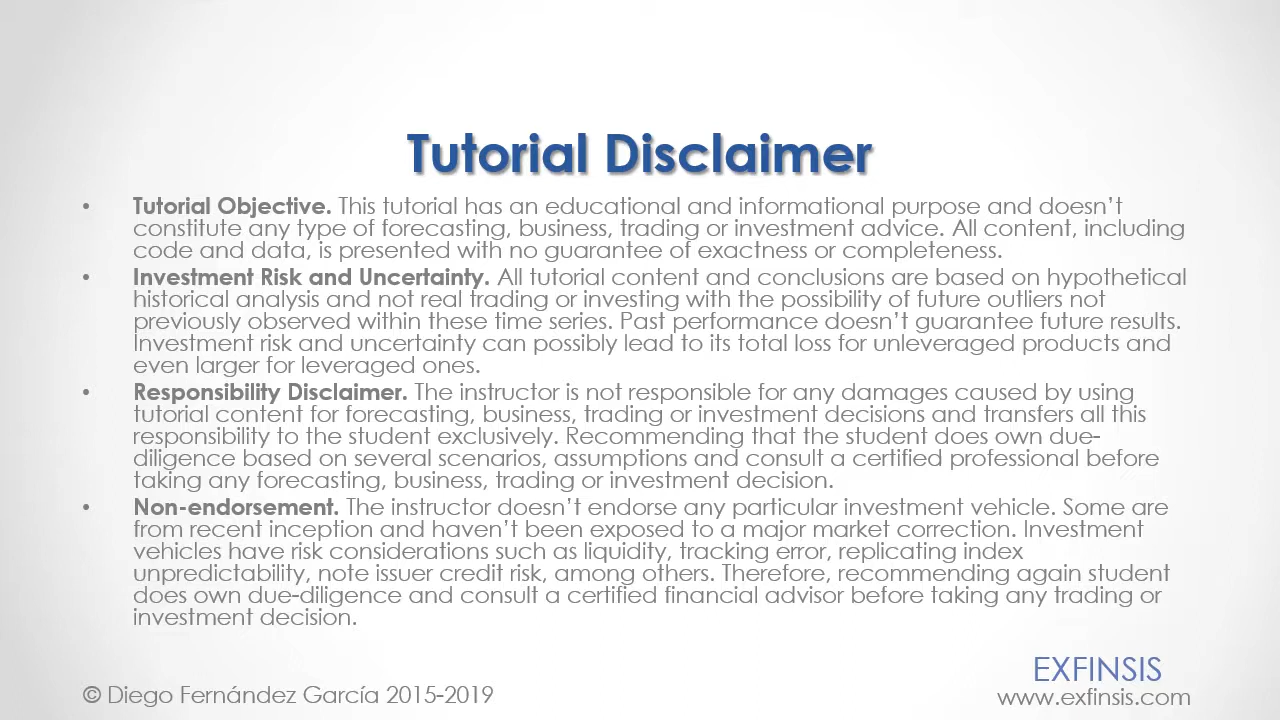 Tutorial Disclaimer
• Tutorial Objective. This tutorial has an educational and informational purpose and doesn’t
constitute any type of forecasting, business, trading or investment advice. All content, including
code and data, is presented with no guarantee of exactness or completeness.
• Investment Risk and Uncertainty. All tutorial content and conclusions are based on hypothetical
historical analysis and not real trading or investing with the possibility of future outliers not
previously observed within these time series. Past performance doesn’t guarantee future results.
Investment risk and uncertainty can possibly lead to its total loss for unleveraged products and
even larger for leveraged ones.
• Responsibility Disclaimer. The instructor is not responsible for any damages caused by using
tutorial content for forecasting, business, trading or investment decisions and transfers all this
responsibility to the student exclusively. Recommending that the student does own due-
diligence based on several scenarios, assumptions and consult a certified professional before
taking any forecasting, business, trading or investment decision.
• Non-endorsement. The instructor doesn’t endorse any particular investment vehicle. Some are
from recent inception and haven’t been exposed to a major market correction. Investment
vehicles have risk considerations such as liquidity, tracking error, replicating index
unpredictability, note issuer credit risk, among others. Therefore, recommending again student
does own due-diligence and consult a certified financial advisor before taking any trading or
investment decision.
EXFINSIS
© Diego Fernández García 2015-2019
www.exfinsis.com